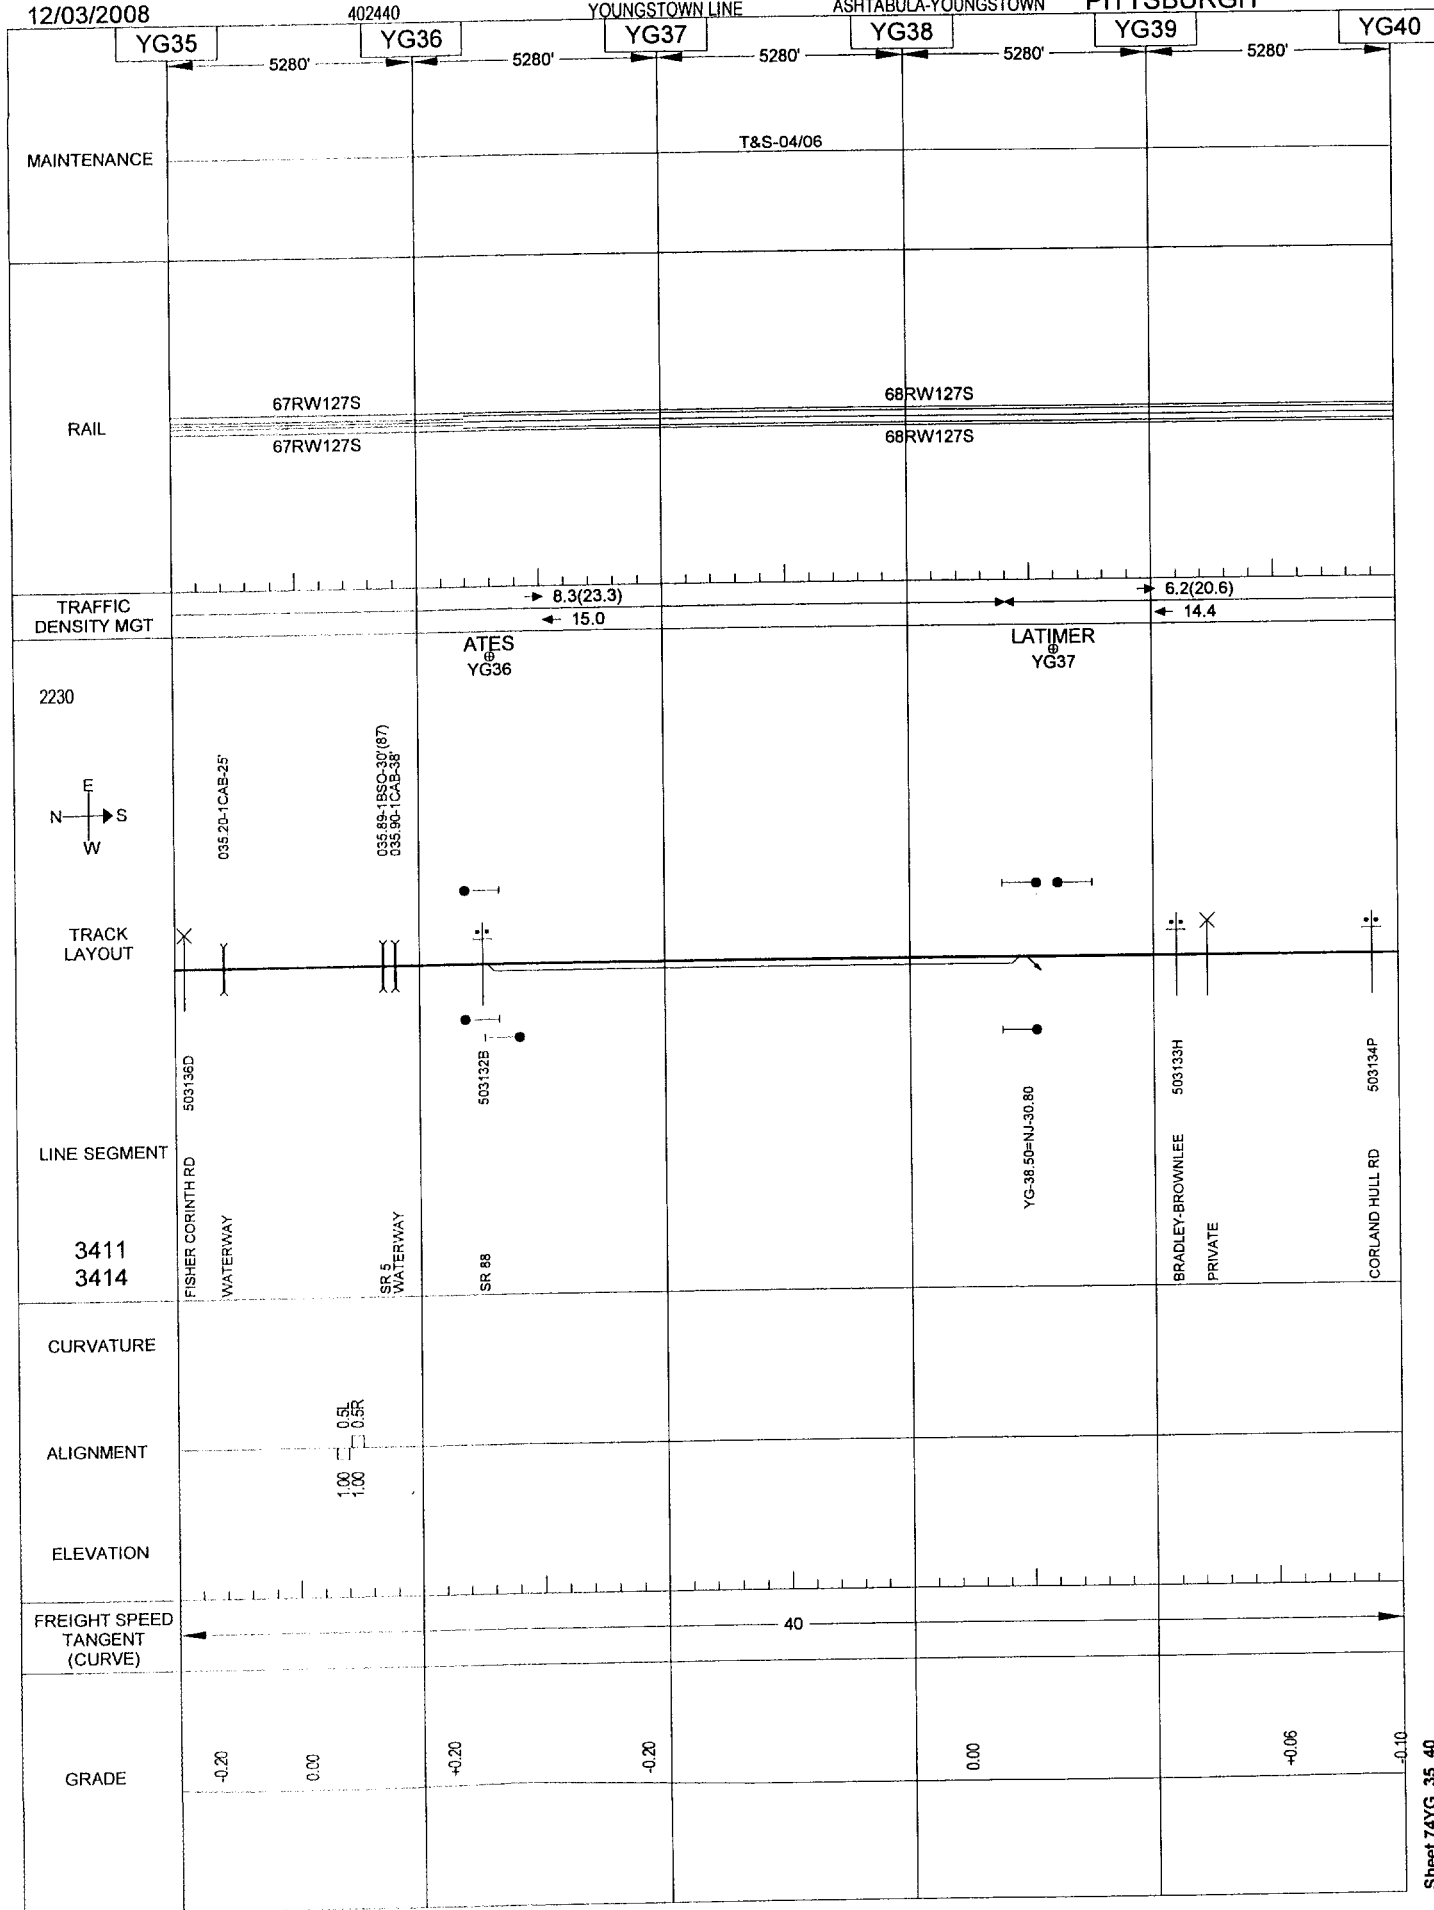 12/03/2008
402440
YOUNGSTOWN LINE
ASHTABULA-YOUNGSTOWN
PITTSBURGH
YG35
YG36
YG37
YG38
YG39
YG40
5280'
5280'
5280'
5280'
5280'
MAINTENANCE
T&S-04/06
RAIL
67RW127S
67RW127S
68RW127S
68RW127S
TRAFFIC
DENSITY MGT
8.3(23.3)
15.0
6.2(20.6)
14.4
ATES
YG36
LATIMER
YG37
2230
E
N
S
W
035.20-1CAB-25'
035.89-1BSO-30'(87)
035.90-1CAB-38'
TRACK
LAYOUT
503136D
503132B
YG-38.50=NJ-30.80
503133H
503134P
LINE SEGMENT
3411
3414
FISHER CORINTH RD
WATERWAY
SR 5
WATERWAY
SR 88
BRADLEY-BROWNLEE
PRIVATE
CORLAND HULL RD
CURVATURE
0.5L
0.5R
ALIGNMENT
1.00
1.00
ELEVATION
FREIGHT SPEED
TANGENT
(CURVE)
40
GRADE
-0.20
0.00
+0.20
-0.20
0.00
+0.06
-0.10
Sheet 74YG_35_40